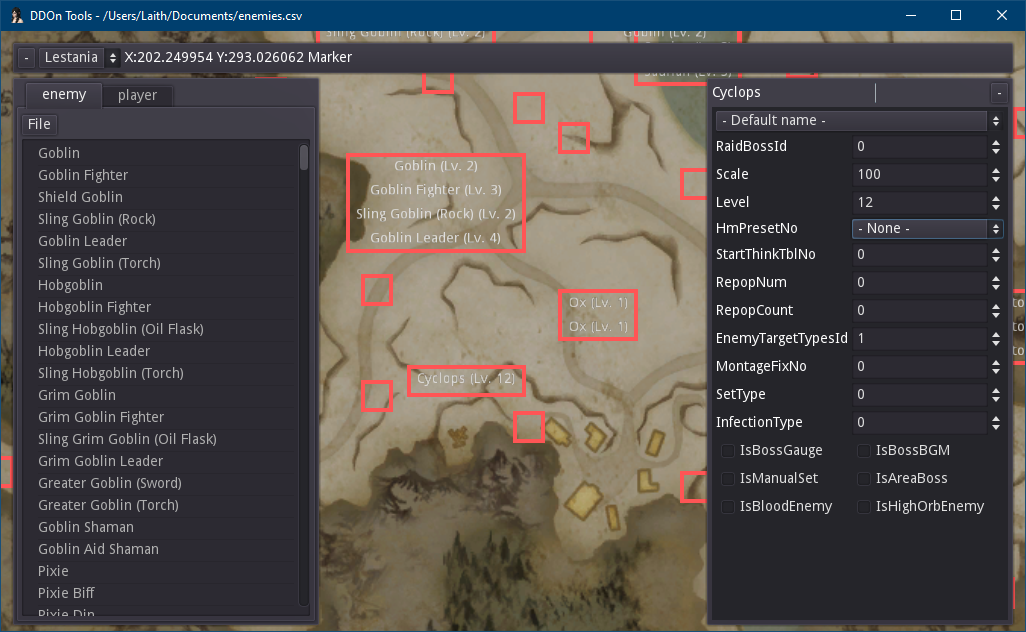 DDOn Tools - /Users/Laith/Documents/enemies.csv
Sling Goblin (Rock) (Lv. 2)
Goblin (Lv. 2)
- Lestania X:202.249954 Y:293.026062 Marker
enemy player
File
Goblin
Goblin Fighter
Shield Goblin
Sling Goblin (Rock)
Goblin Leader
Sling Goblin (Torch)
Hobgoblin
Hobgoblin Fighter
Sling Hobgoblin (Oil Flask)
Hobgoblin Leader
Sling Hobgoblin (Torch)
Grim Goblin
Grim Goblin Fighter
Sling Grim Goblin (Oil Flask)
Grim Goblin Leader
Greater Goblin (Sword)
Greater Goblin (Torch)
Goblin Shaman
Goblin Aid Shaman
Pixie
Pixie Biff
Pixie Din
Goblin (Lv. 2)
Goblin Fighter (Lv. 3)
Sling Goblin (Rock) (Lv. 2)
Goblin Leader (Lv. 4)
Ox (Lv. 1)
Ox (Lv. 1)
Cyclops (Lv. 12)
Cyclops -
- Default name -
RaidBossId 0
Scale 100
Level 12
HmPresetNo - None -
StartThinkTblNo 0
RepopNum 0
RepopCount 0
EnemyTargetTypesId 1
MontageFixNo 0
SetType 0
InfectionType 0
IsBossGauge IsBossBGM
IsManualSet IsAreaBoss
IsBloodEnemy IsHighOrbEnemy